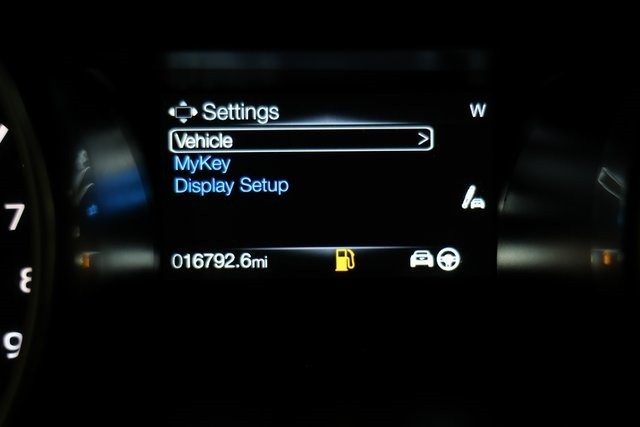 Settings
W
Vehicle >
MyKey
Display Setup
016792.6mi
7
8
9